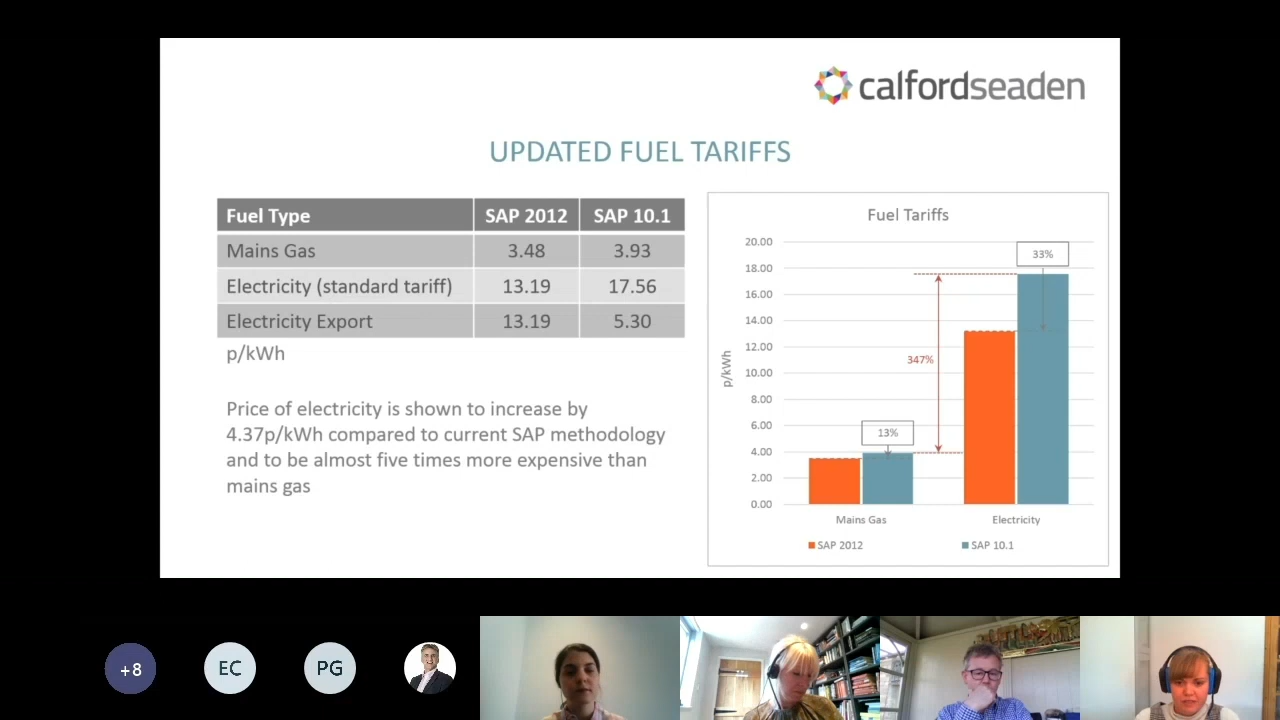 calfordseaden
UPDATED FUEL TARIFFS
Fuel Type SAP 2012 SAP 10.1
Mains Gas 3.48 3.93
Electricity (standard tariff) 13.19 17.56
Electricity Export 13.19 5.30
p/kWh
Price of electricity is shown to increase by
4.37p/kWh compared to current SAP methodology
and to be almost five times more expensive than
mains gas
Fuel Tariffs
20.00
18.00
16.00
14.00
12.00
10.00
8.00
6.00
4.00
2.00
0.00
p/kWh
33%
347%
13%
Mains Gas Electricity
SAP 2012 SAP 10.1
+8 EC PG